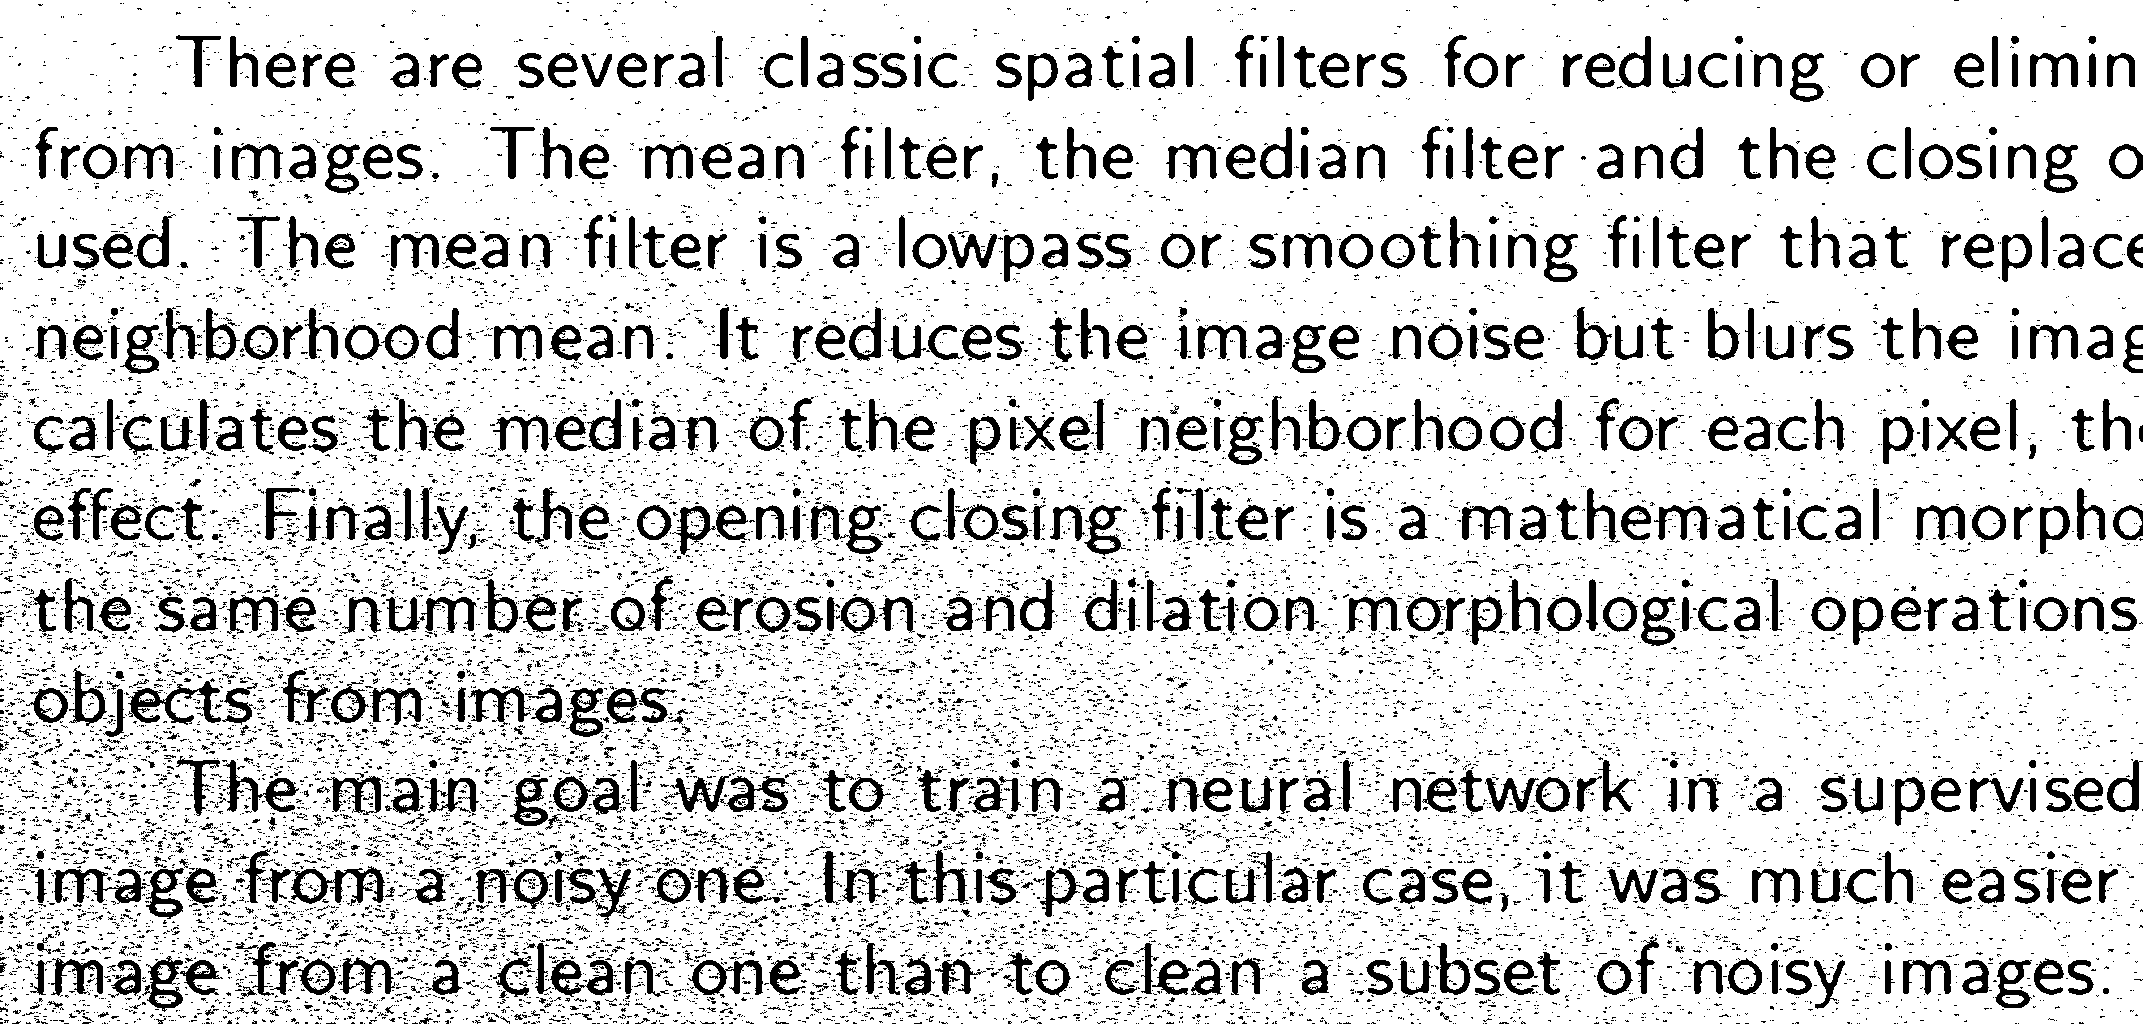 There are several classic spatial filters for reducing or elimin
from images. The mean filter, the median filter and the closing o
used. The mean filter is a lowpass or smoothing filter that replace
neighborhood mean. It reduces the image noise but blurs the imag
calculates the median of the pixel neighborhood for each pixel, the
effect. Finally, the opening closing filter is a mathematical morpho
the same number of erosion and dilation morphological operations
objects from images.
The main goal was to train a neural network in a supervised
image from a noisy one. In this particular case, it was much easier
image from a clean one than to clean a subset of noisy images.